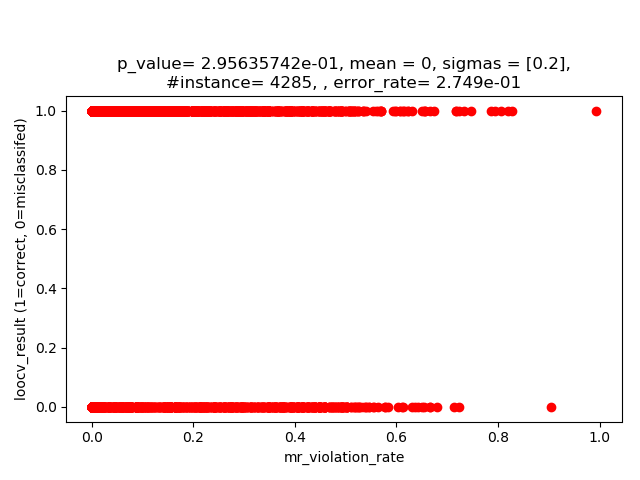 p_value= 2.95635742e-01, mean = 0, sigmas = [0.2],
#instance= 4285, , error_rate= 2.749e-01
1.0
0.8
0.6
0.4
0.2
0.0
loocv_result (1=correct, 0=misclassifed)
0.0 0.2 0.4 0.6 0.8 1.0
mr_violation_rate